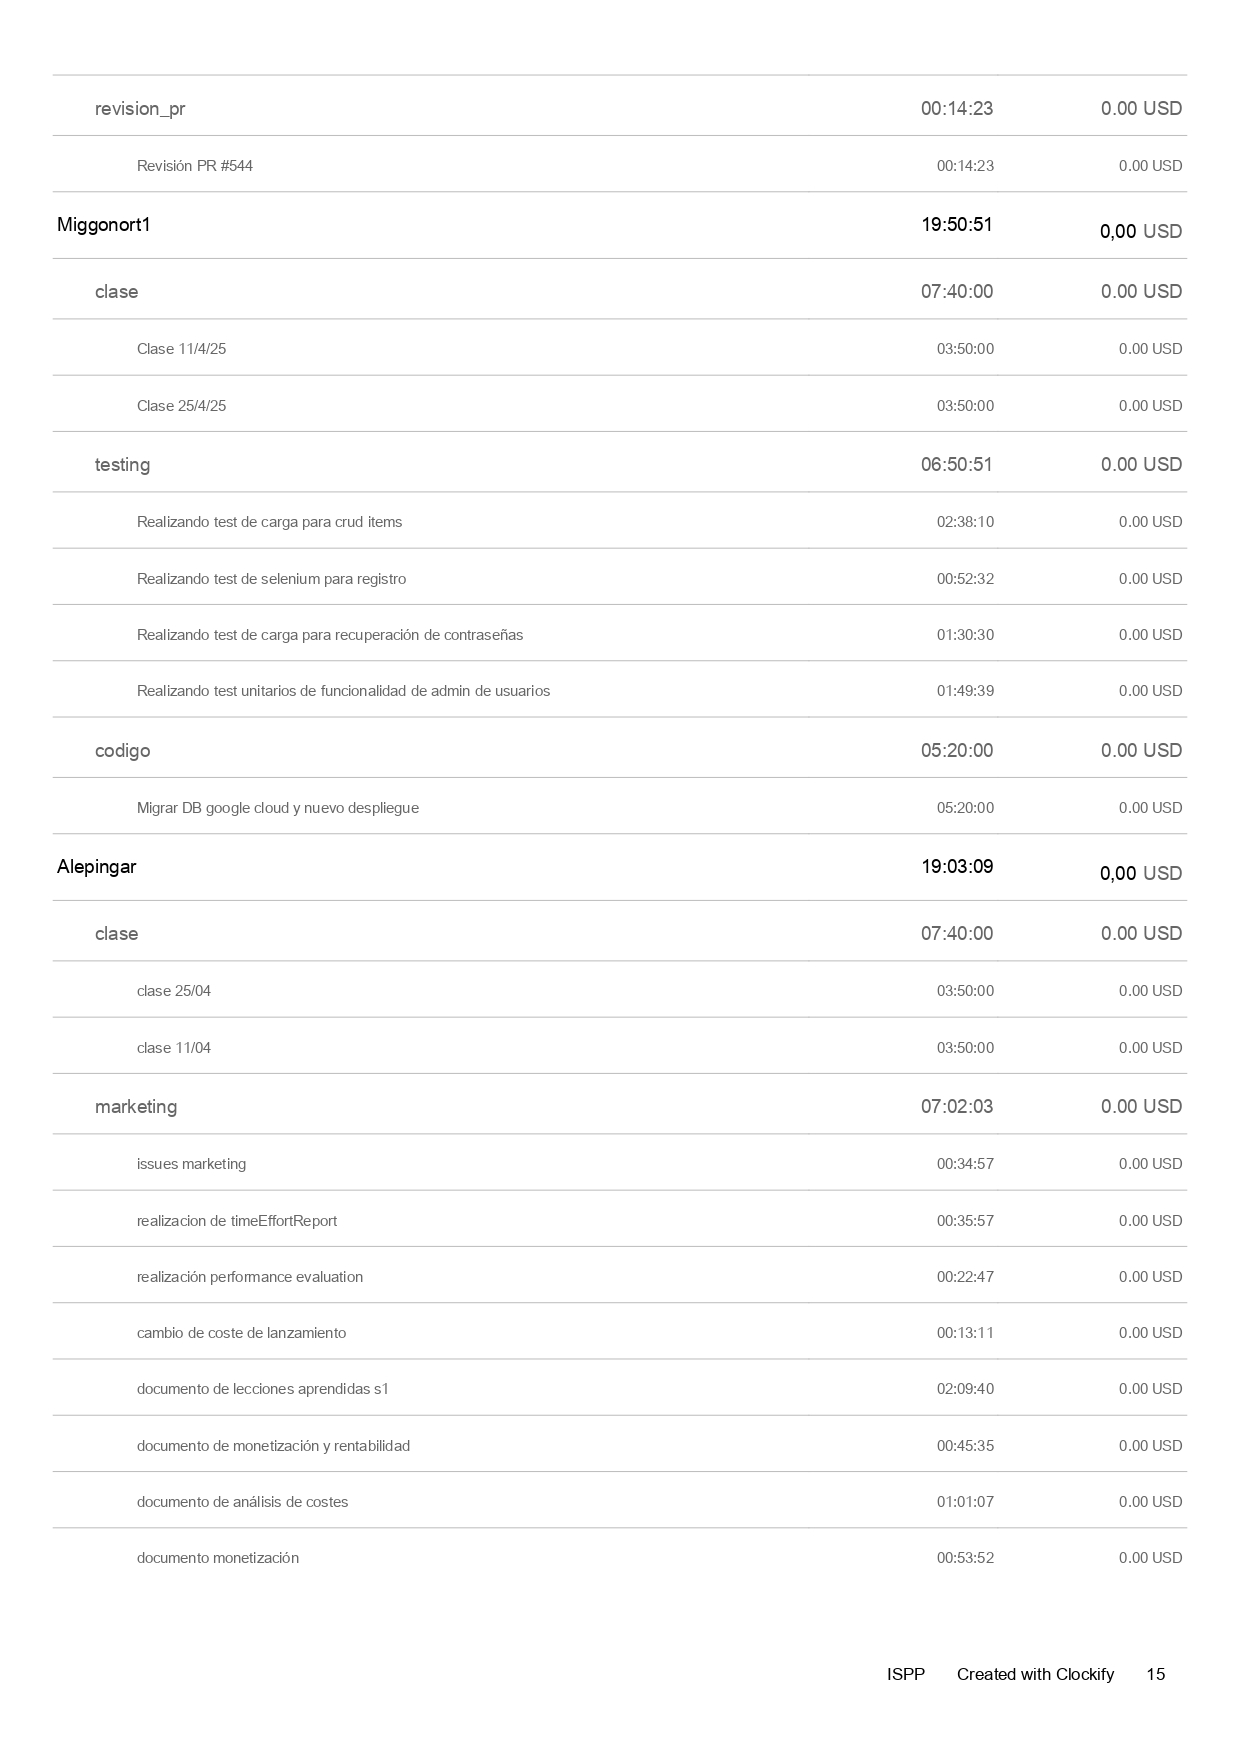 revision_pr 00:14:23 0.00 USD
Revisión PR #544 00:14:23 0.00 USD
Miggonort1 19:50:51 0,00 USD
clase 07:40:00 0.00 USD
Clase 11/4/25 03:50:00 0.00 USD
Clase 25/4/25 03:50:00 0.00 USD
testing 06:50:51 0.00 USD
Realizando test de carga para crud items 02:38:10 0.00 USD
Realizando test de selenium para registro 00:52:32 0.00 USD
Realizando test de carga para recuperación de contraseñas 01:30:30 0.00 USD
Realizando test unitarios de funcionalidad de admin de usuarios 01:49:39 0.00 USD
codigo 05:20:00 0.00 USD
Migrar DB google cloud y nuevo despliegue 05:20:00 0.00 USD
Alepingar 19:03:09 0,00 USD
clase 07:40:00 0.00 USD
clase 25/04 03:50:00 0.00 USD
clase 11/04 03:50:00 0.00 USD
marketing 07:02:03 0.00 USD
issues marketing 00:34:57 0.00 USD
realizacion de timeEffortReport 00:35:57 0.00 USD
realización performance evaluation 00:22:47 0.00 USD
cambio de coste de lanzamiento 00:13:11 0.00 USD
documento de lecciones aprendidas s1 02:09:40 0.00 USD
documento de monetización y rentabilidad 00:45:35 0.00 USD
documento de análisis de costes 01:01:07 0.00 USD
documento monetización 00:53:52 0.00 USD
ISPP Created with Clockify 15